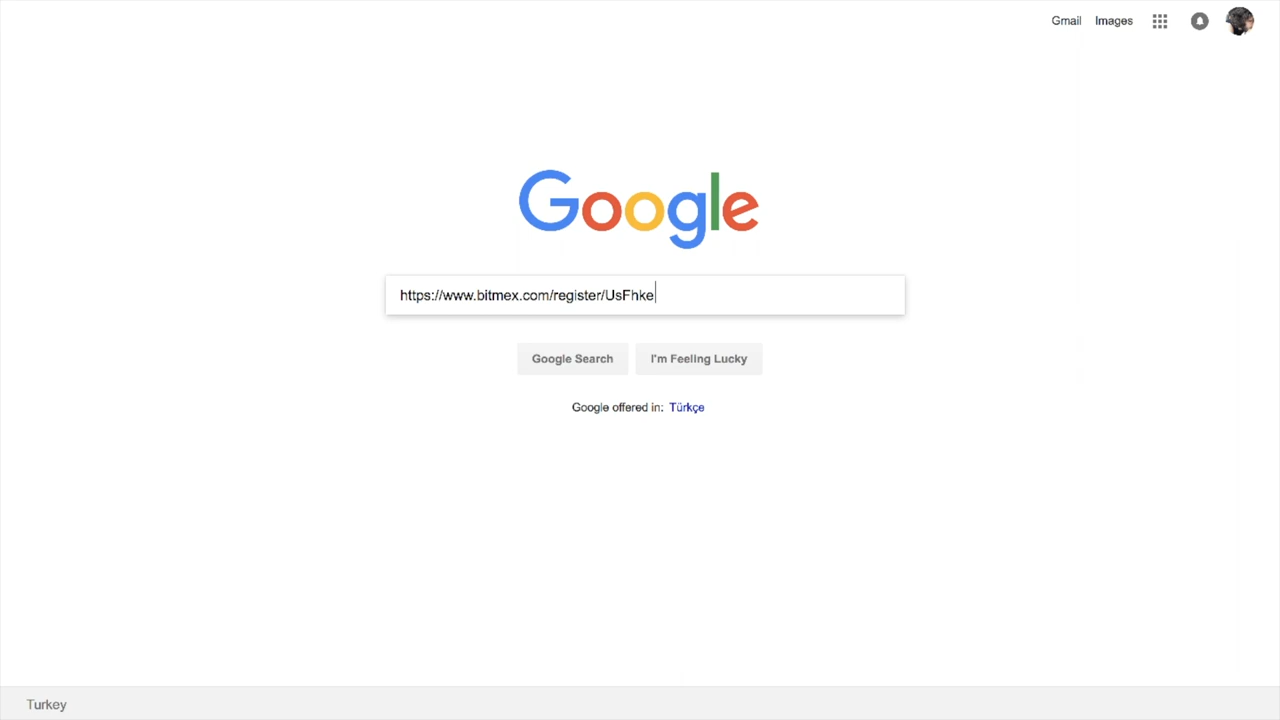 Gmail Images
Google
https://www.bitmex.com/register/UsFhke
Google Search I'm Feeling Lucky
Google offered in: Türkçe
Turkey